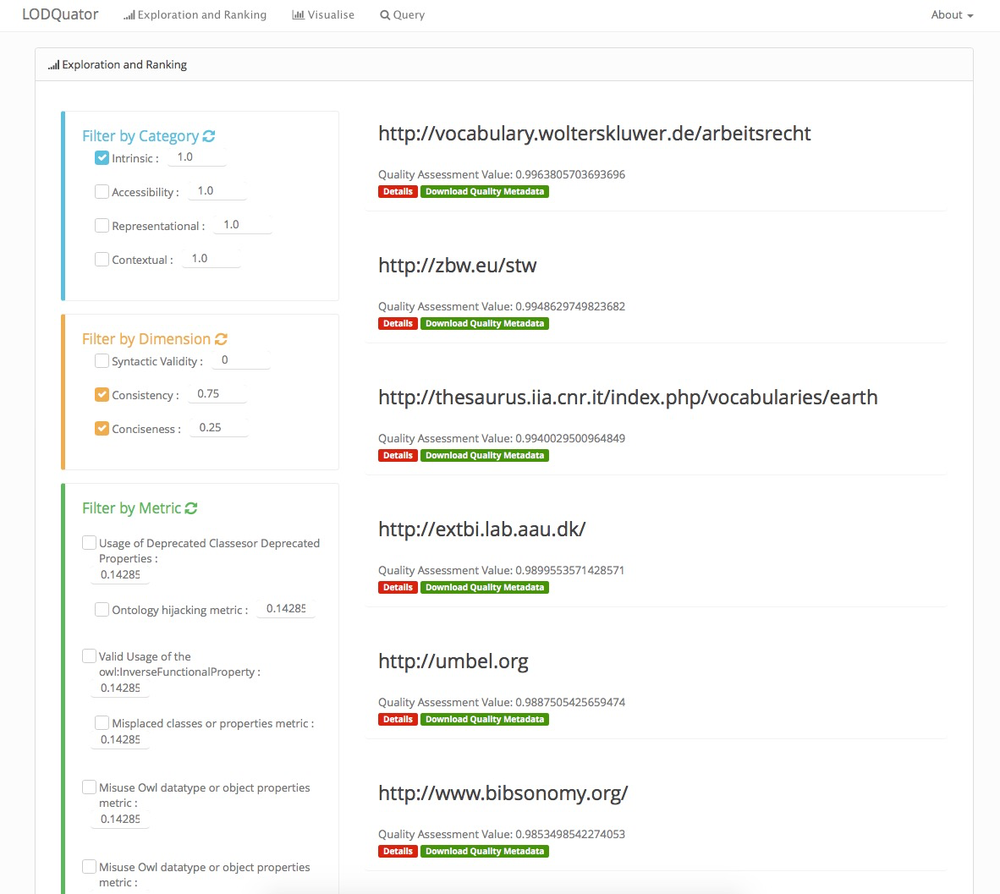 LODQuator Exploration and Ranking Visualise Query About
Exploration and Ranking
Filter by Category
Intrinsic : 1.0
Accessibility : 1.0
Representational : 1.0
Contextual : 1.0
Filter by Dimension
Syntactic Validity : 0
Consistency : 0.75
Conciseness : 0.25
Filter by Metric
Usage of Deprecated Classesor Deprecated
Properties :
0.14285
Ontology hijacking metric : 0.14285
Valid Usage of the
owl:InverseFunctionalProperty :
0.14285
Misplaced classes or properties metric :
0.14285
Misuse Owl datatype or object properties
metric :
0.14285
Misuse Owl datatype or object properties
metric :
http://vocabulary.wolterskluwer.de/arbeitsrecht
Quality Assessment Value: 0.9963805703693696
Details Download Quality Metadata
http://zbw.eu/stw
Quality Assessment Value: 0.9948629749823682
Details Download Quality Metadata
http://thesaurus.iia.cnr.it/index.php/vocabularies/earth
Quality Assessment Value: 0.9940029500964849
Details Download Quality Metadata
http://extbi.lab.aau.dk/
Quality Assessment Value: 0.9899553571428571
Details Download Quality Metadata
http://umbel.org
Quality Assessment Value: 0.9887505425659474
Details Download Quality Metadata
http://www.bibsonomy.org/
Quality Assessment Value: 0.9853498542274053
Details Download Quality Metadata